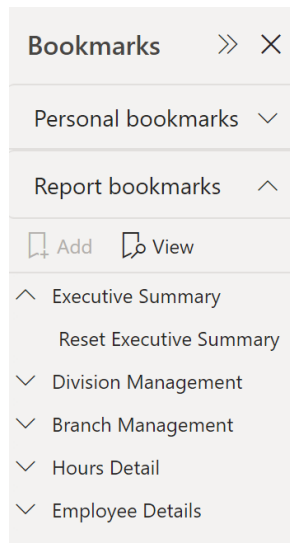 Bookmarks
Personal bookmarks
Report bookmarks
Add View
Executive Summary
Reset Executive Summary
Division Management
Branch Management
Hours Detail
Employee Details